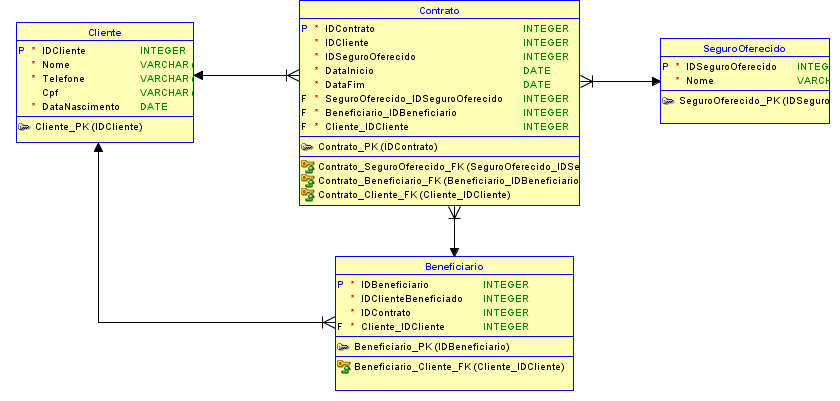 Cliente
P * IDCliente INTEGER
* Nome VARCHAR (
* Telefone VARCHAR (
Cpf VARCHAR (
* DataNascimento DATE
Cliente_PK (IDCliente)
Contrato
P * IDContrato INTEGER
* IDCliente INTEGER
* IDSeguroOferecido INTEGER
* DataInicio DATE
* DataFim DATE
F * SeguroOferecido_IDSeguroOferecido INTEGER
F * Beneficiario_IDBeneficiario INTEGER
F * Cliente_IDCliente INTEGER
Contrato_PK (IDContrato)
Contrato_SeguroOferecido_FK (SeguroOferecido_IDSe
Contrato_Beneficiario_FK (Beneficiario_IDBeneficiario
Contrato_Cliente_FK (Cliente_IDCliente)
SeguroOferecido
P * IDSeguroOferecido INTEG
* Nome VARCH
SeguroOferecido_PK (IDSeguro
Beneficiario
P * IDBeneficiario INTEGER
* IDClienteBeneficiado INTEGER
* IDContrato INTEGER
F * Cliente_IDCliente INTEGER
Beneficiario_PK (IDBeneficiario)
Beneficiario_Cliente_FK (Cliente_IDCliente)